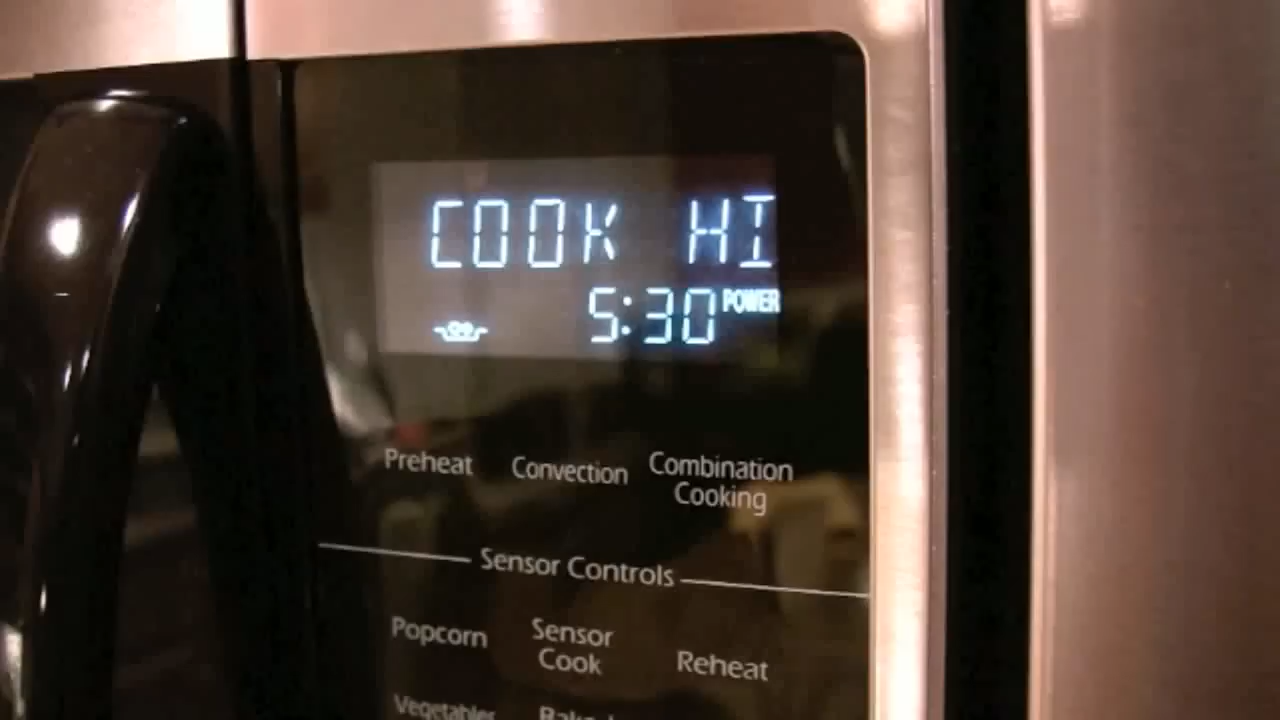 COOK HI
5:30 POWER
Preheat Convection Combination Cooking
Sensor Controls
Popcorn Sensor Cook Reheat